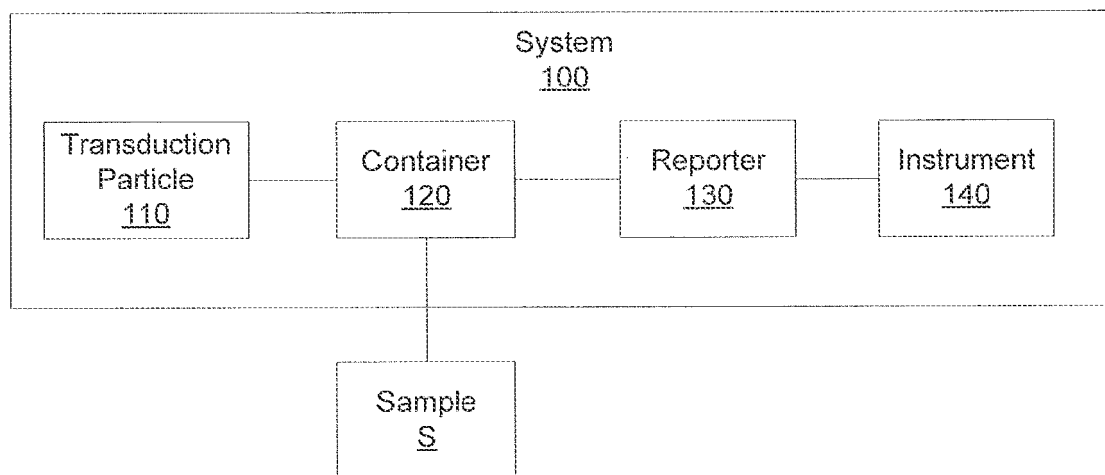 System
100
Transduction
Particle
110
Container
120
Reporter
130
Instrument
140
Sample
S